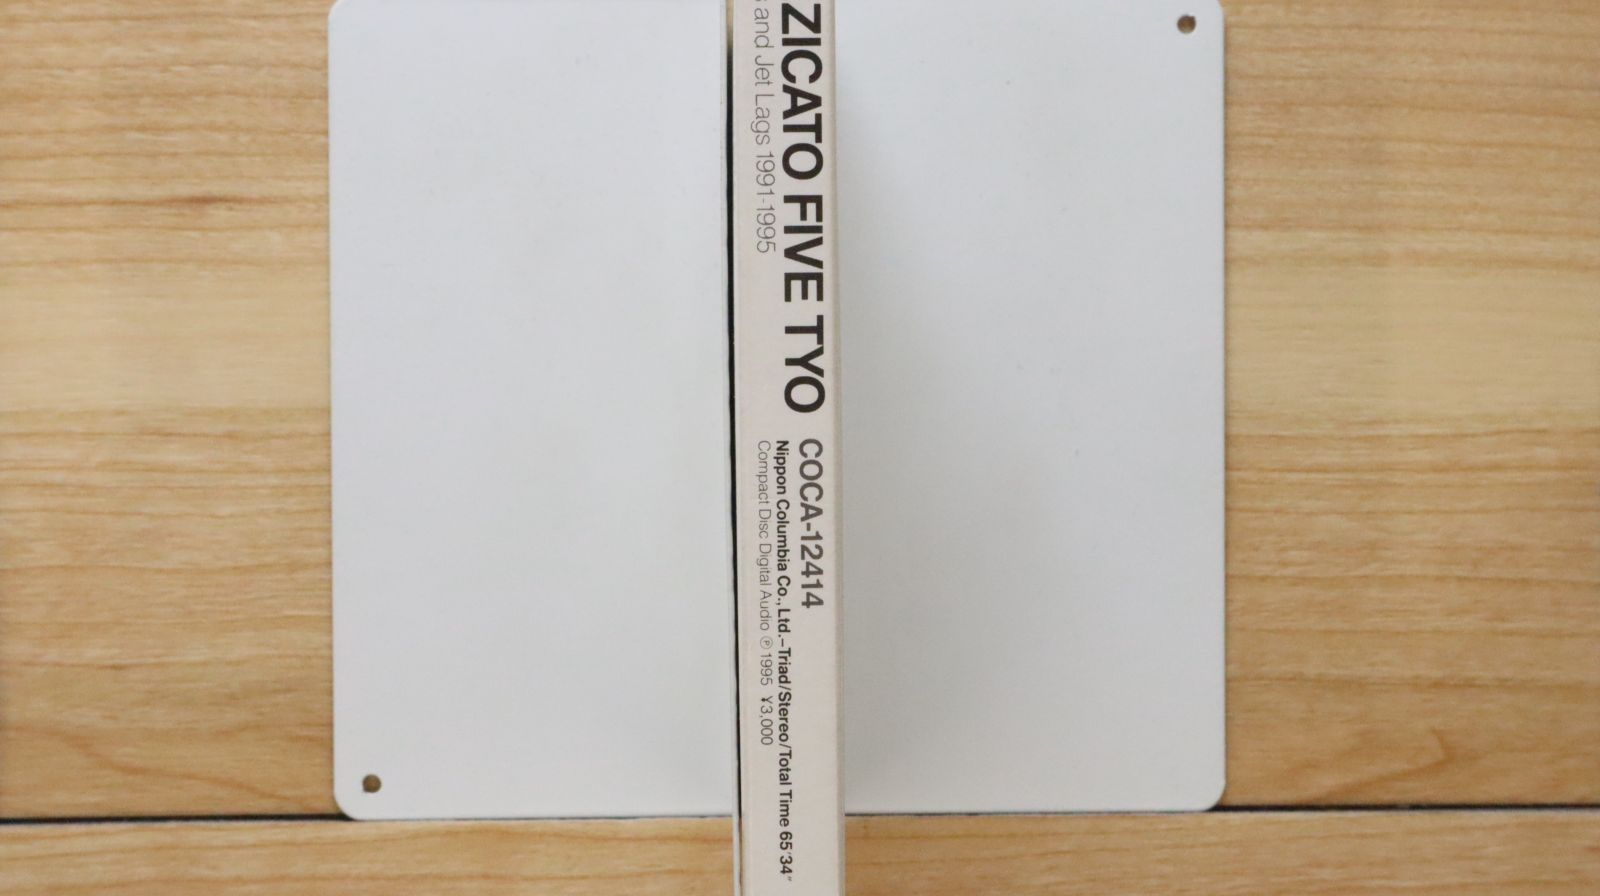 ZICATO FIVE TYO
and Jet Lags 1991-1995
COCA-12414
Nippon Columbia Co., Ltd.–Triad/Stereo/Total Time 65'34"
Compact Disc Digital Audio ℗ 1995 ¥3,000